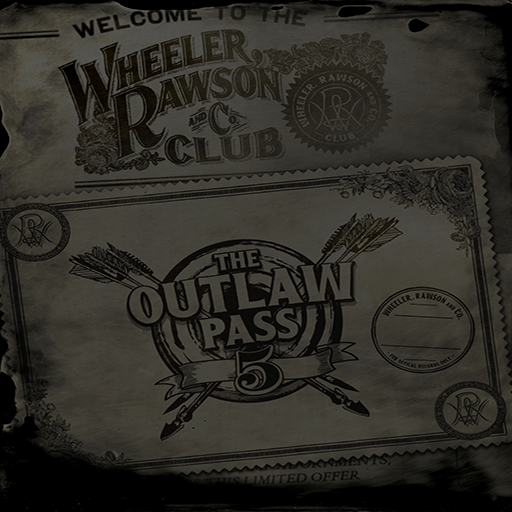 WELCOME TO THE
WHEELER,
RAWSON
AND Co.
CLUB
WHEELER, RAWSON AND CO.
CLUB
THE
OUTLAW
PASS
5
WHEELER, RAWSON AND CO.
THIS LIMITED OFFER